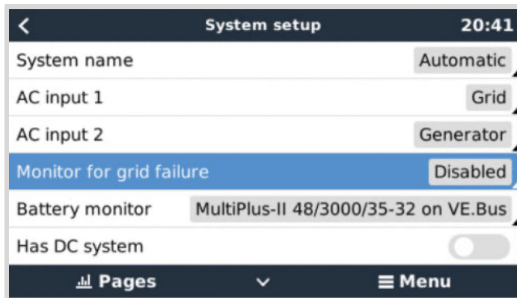 System setup 20:41
System name Automatic
AC input 1 Grid
AC input 2 Generator
Monitor for grid failure Disabled
Battery monitor MultiPlus-II 48/3000/35-32 on VE.Bus
Has DC system
Pages Menu